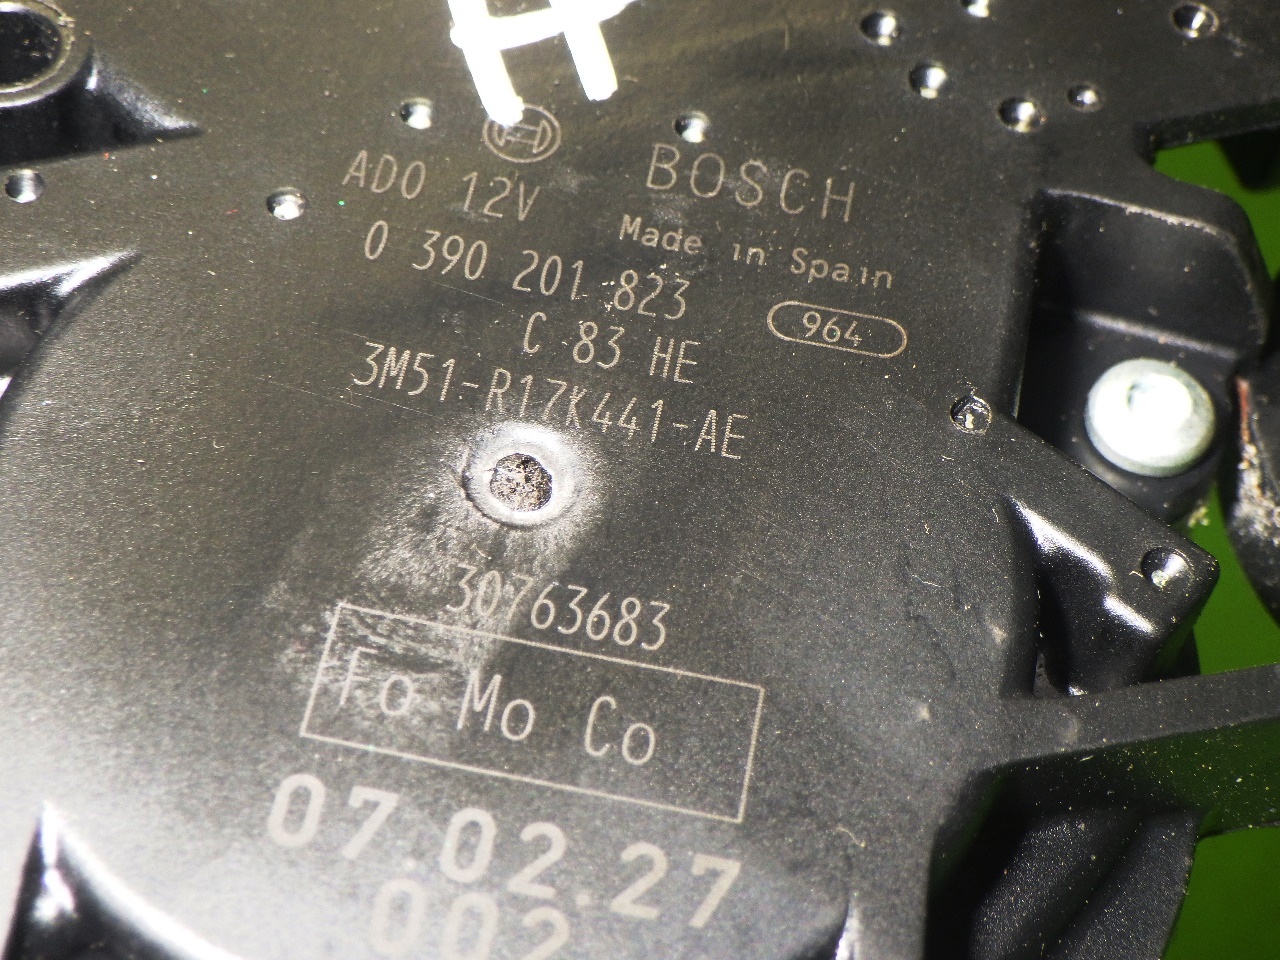 ADO 12V
BOSCH
Made in Spain
0 390 201 823
964
C 83 HE
3M51-R17K441-AE
30763683
Fo Mo Co
07.02.27
002